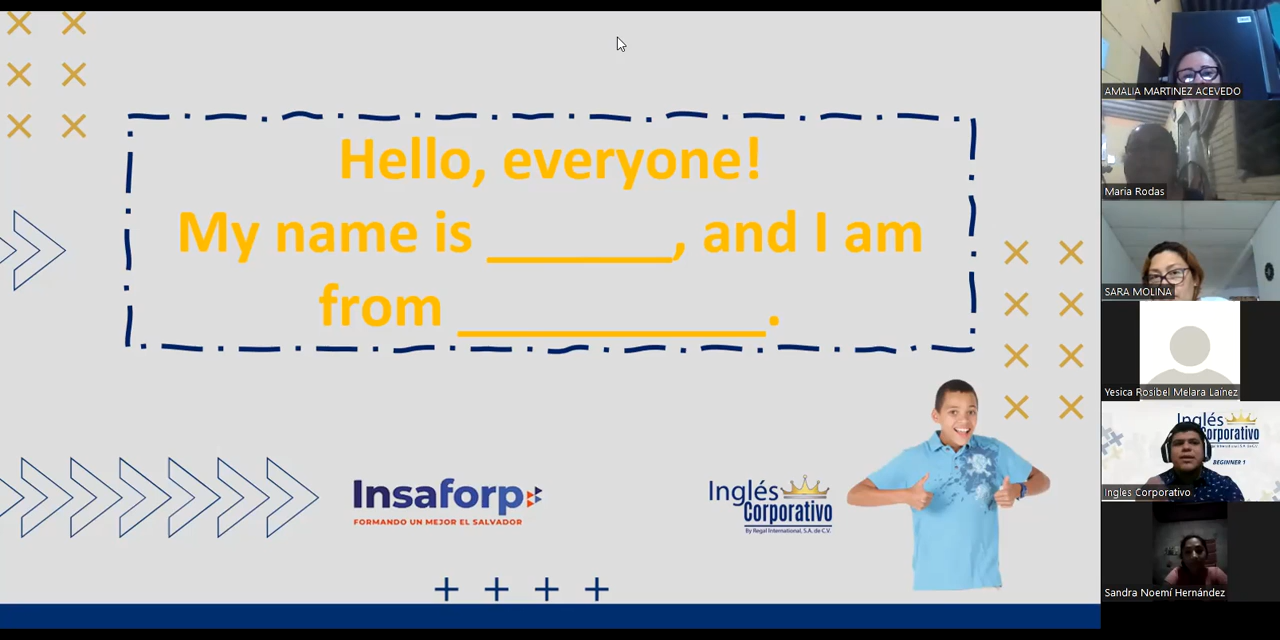 Hello, everyone!
My name is ______, and I am
from __________.
Insaforp
FORMANDO UN MEJOR EL SALVADOR
Inglés
Corporativo
By Regal International, S.A. de C.V.
AMALIA MARTINEZ ACEVEDO
Maria Rodas
SARA MOLINA
Yesica Rosibel Melara Laínez
Inglés
Corporativo
BEGINNER 1
Ingles Corporativo
Sandra Noemí Hernández